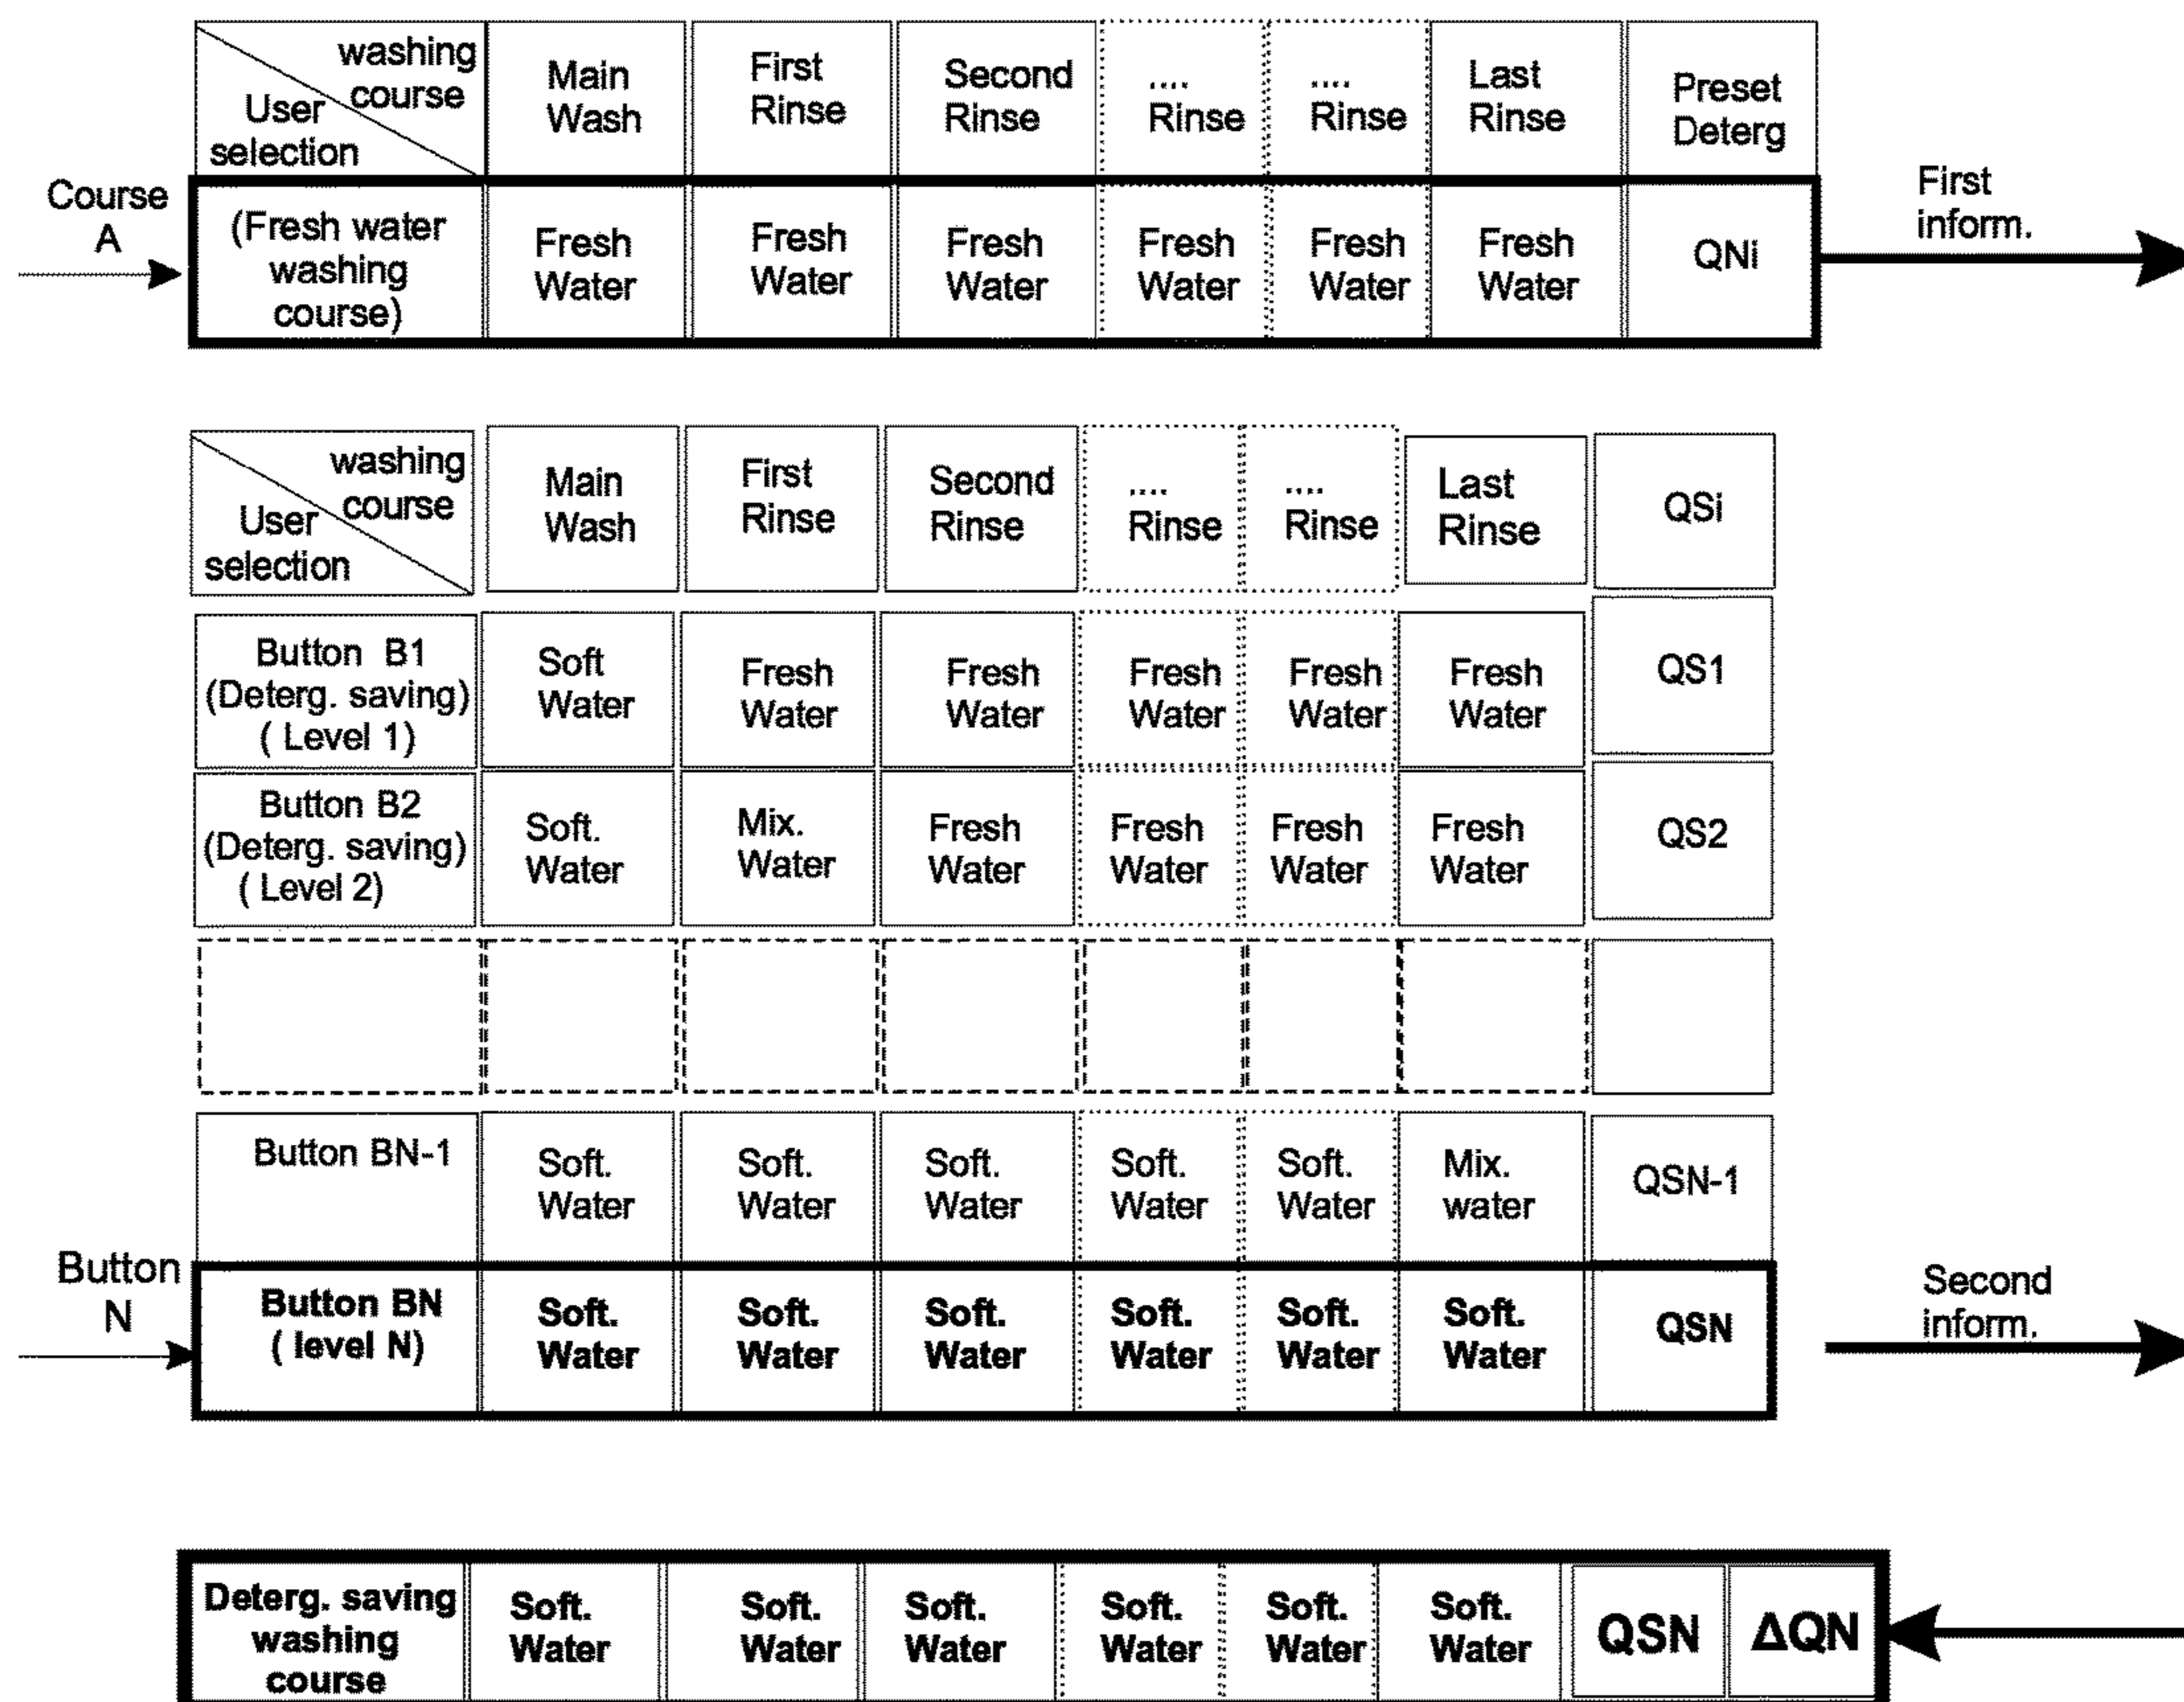 washing
course
User
selection
Main
Wash
First
Rinse
Second
Rinse
....
Rinse
....
Rinse
Last
Rinse
Preset
Deterg
Course
A
(Fresh water
washing
course)
Fresh
Water
Fresh
Water
Fresh
Water
Fresh
Water
Fresh
Water
Fresh
Water
QNi
First
inform.
washing
course
User
selection
Main
Wash
First
Rinse
Second
Rinse
....
Rinse
....
Rinse
Last
Rinse
QSi
Button B1
(Deterg. saving)
( Level 1)
Soft
Water
Fresh
Water
Fresh
Water
Fresh
Water
Fresh
Water
Fresh
Water
QS1
Button B2
(Deterg. saving)
( Level 2)
Soft.
Water
Mix.
Water
Fresh
Water
Fresh
Water
Fresh
Water
Fresh
Water
QS2
Button BN-1
Soft.
Water
Soft.
Water
Soft.
Water
Soft.
Water
Soft.
Water
Mix.
water
QSN-1
Button
N
Button BN
( level N)
Soft.
Water
Soft.
Water
Soft.
Water
Soft.
Water
Soft.
Water
Soft.
Water
QSN
Second
inform.
Deterg. saving
washing
course
Soft.
Water
Soft.
Water
Soft.
Water
Soft.
Water
Soft.
Water
Soft.
Water
QSN
ΔQN